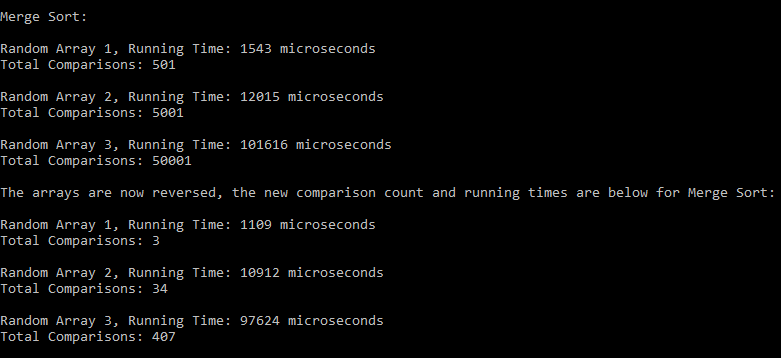 Merge Sort:
Random Array 1, Running Time: 1543 microseconds
Total Comparisons: 501
Random Array 2, Running Time: 12015 microseconds
Total Comparisons: 5001
Random Array 3, Running Time: 101616 microseconds
Total Comparisons: 50001
The arrays are now reversed, the new comparison count and running times are below for Merge Sort:
Random Array 1, Running Time: 1109 microseconds
Total Comparisons: 3
Random Array 2, Running Time: 10912 microseconds
Total Comparisons: 34
Random Array 3, Running Time: 97624 microseconds
Total Comparisons: 407